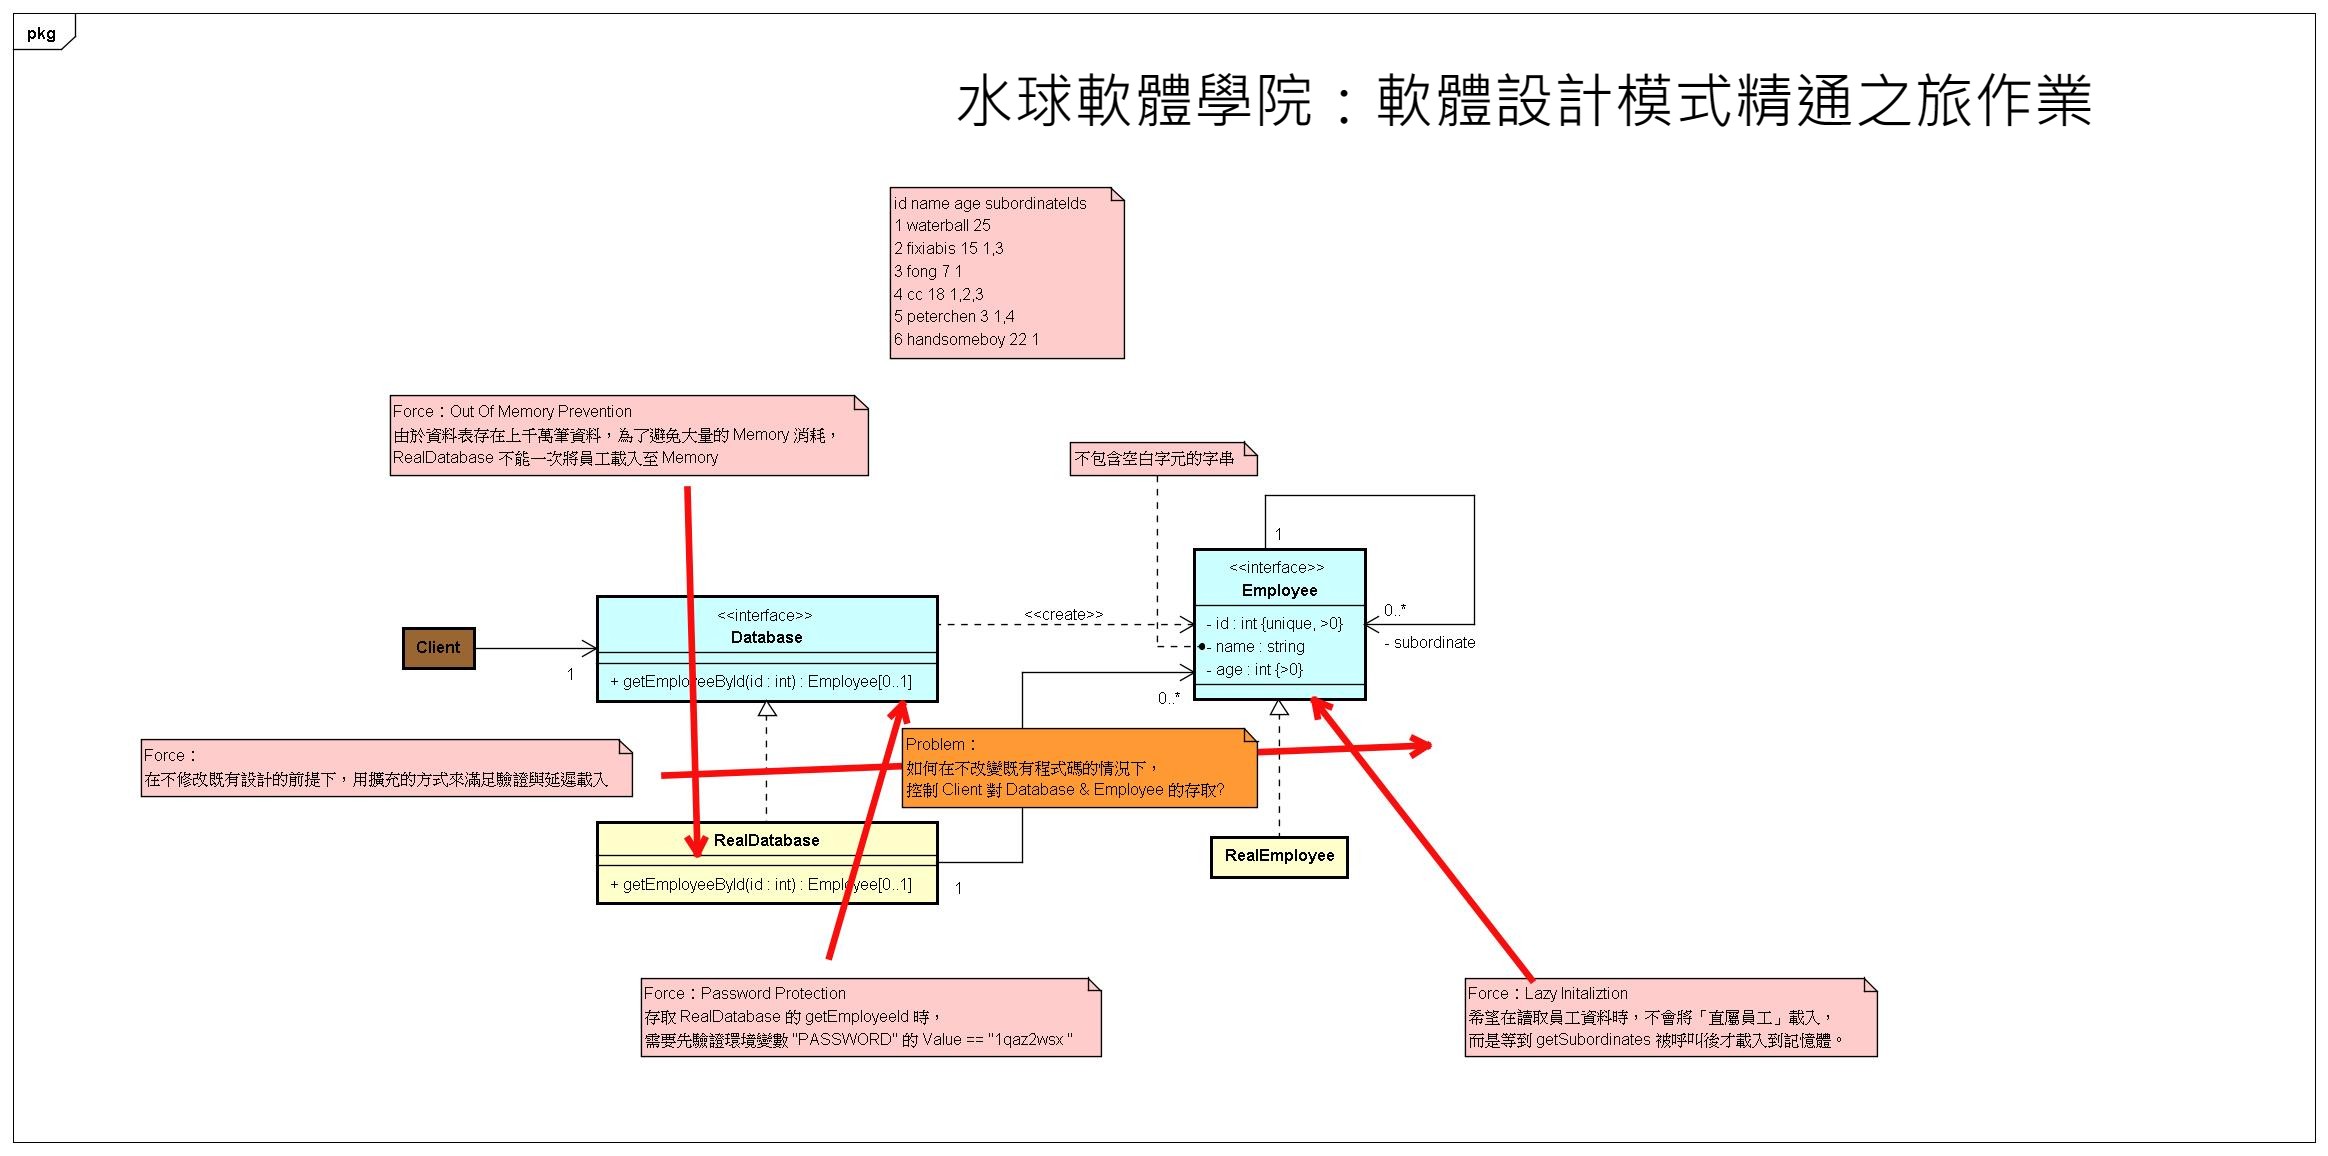 pkg
水球軟體學院：軟體設計模式精通之旅作業
id name age subordinateIds
1 waterball 25
2 fixiabis 15 1,3
3 fong 7 1
4 cc 18 1,2,3
5 peterchen 3 1,4
6 handsomeboy 22 1
Force：Out Of Memory Prevention
由於資料表存在上千萬筆資料，為了避免大量的 Memory 消耗，
RealDatabase 不能一次將員工載入至 Memory
不包含空白字元的字串
1
<<interface>>
Employee
- id : int {unique, >0}
- name : string
- age : int {>0}
0..*
- subordinate
<<create>>
<<interface>>
Database
+ getEmployeeById(id : int) : Employee[0..1]
Client
1
0..*
Force：
在不修改既有設計的前提下，用擴充的方式來滿足驗證與延遲載入
Problem：
如何在不改變既有程式碼的情況下，
控制 Client 對 Database & Employee 的存取?
RealDatabase
+ getEmployeeById(id : int) : Employee[0..1]
1
RealEmployee
Force：Password Protection
存取 RealDatabase 的 getEmployeeId 時，
需要先驗證環境變數 "PASSWORD" 的 Value == "1qaz2wsx "
Force：Lazy Initaliztion
希望在讀取員工資料時，不會將「直屬員工」載入，
而是等到 getSubordinates 被呼叫後才載入到記憶體。